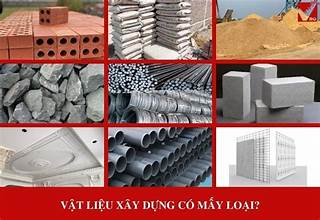 VẬT LIỆU XÂY DỰNG CÓ MẤY LOẠI?